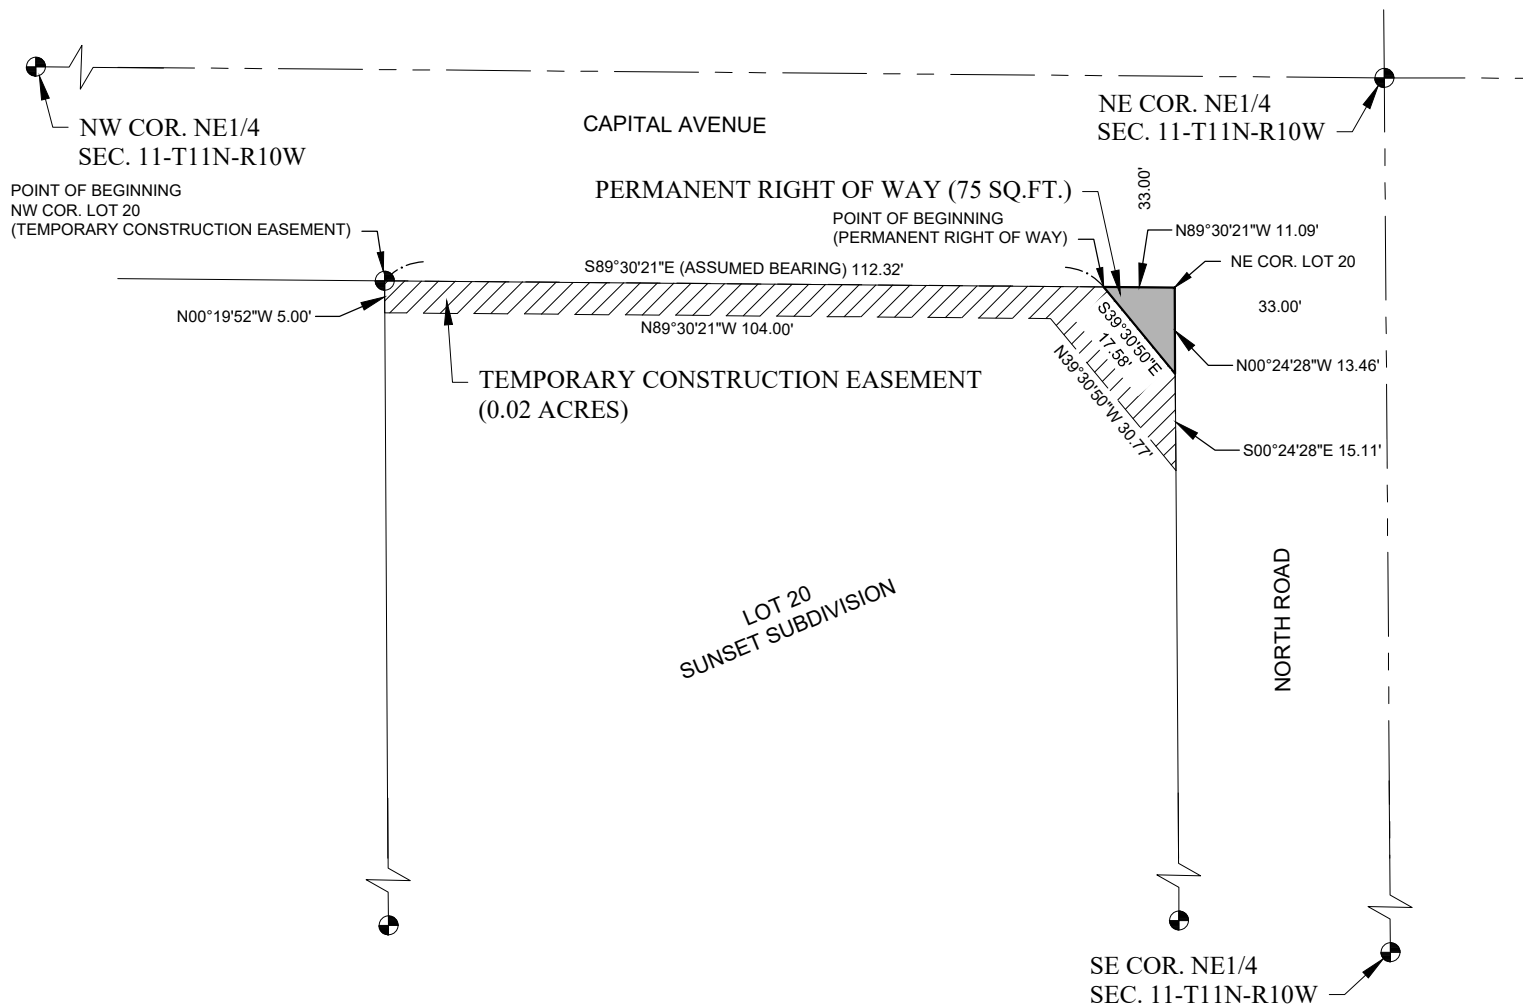 NW COR. NE1/4
SEC. 11-T11N-R10W
CAPITAL AVENUE
NE COR. NE1/4
SEC. 11-T11N-R10W
POINT OF BEGINNING
NW COR. LOT 20
(TEMPORARY CONSTRUCTION EASEMENT)
PERMANENT RIGHT OF WAY (75 SQ.FT.)
33.00'
POINT OF BEGINNING
(PERMANENT RIGHT OF WAY)
N89°30'21"W 11.09'
NE COR. LOT 20
S89°30'21"E (ASSUMED BEARING) 112.32'
33.00'
N00°19'52"W 5.00'
N89°30'21"W 104.00'
S39°30'50"E
17.58'
N39°30'50"W 30.77'
N00°24'28"W 13.46'
TEMPORARY CONSTRUCTION EASEMENT
(0.02 ACRES)
S00°24'28"E 15.11'
LOT 20
SUNSET SUBDIVISION
NORTH ROAD
SE COR. NE1/4
SEC. 11-T11N-R10W